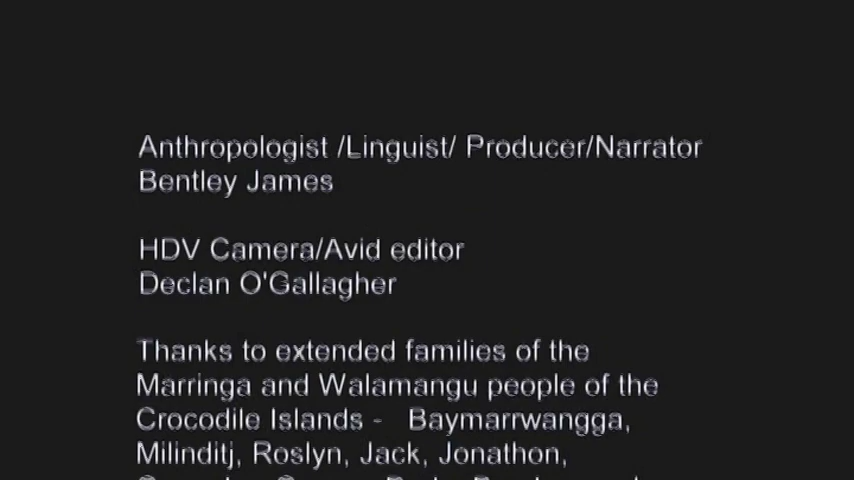 Anthropologist /Linguist/ Producer/Narrator
Bentley James
HDV Camera/Avid editor
Declan O'Gallagher
Thanks to extended families of the
Marringa and Walamangu people of the
Crocodile Islands - Baymarrwangga,
Milinditj, Roslyn, Jack, Jonathon,